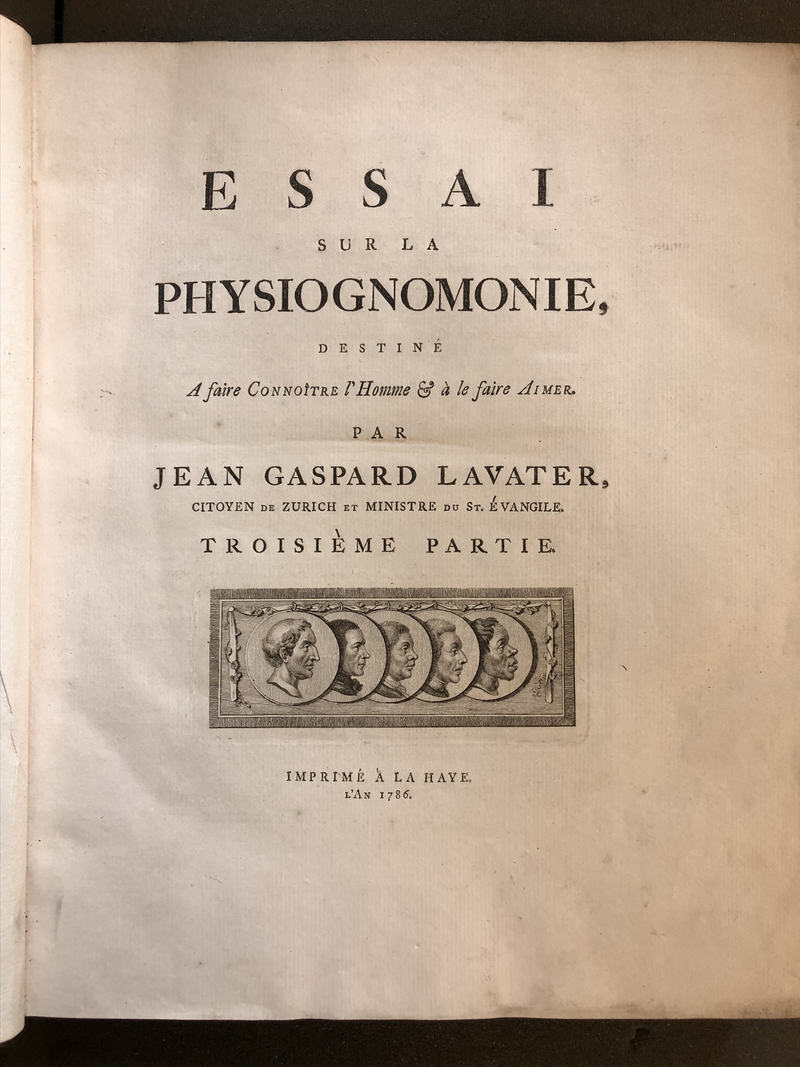 ESSAI
SUR LA
PHYSIOGNOMONIE,
DESTINÉ
A faire CONNOîTRE l'Homme & à le faire AIMER.
PAR
JEAN GASPARD LAVATER,
CITOYEN DE ZURICH ET MINISTRE DU ST. ÉVANGILE.
TROISIÈME PARTIE.
IMPRIMÉ À LA HAYE,
L'AN 1786.